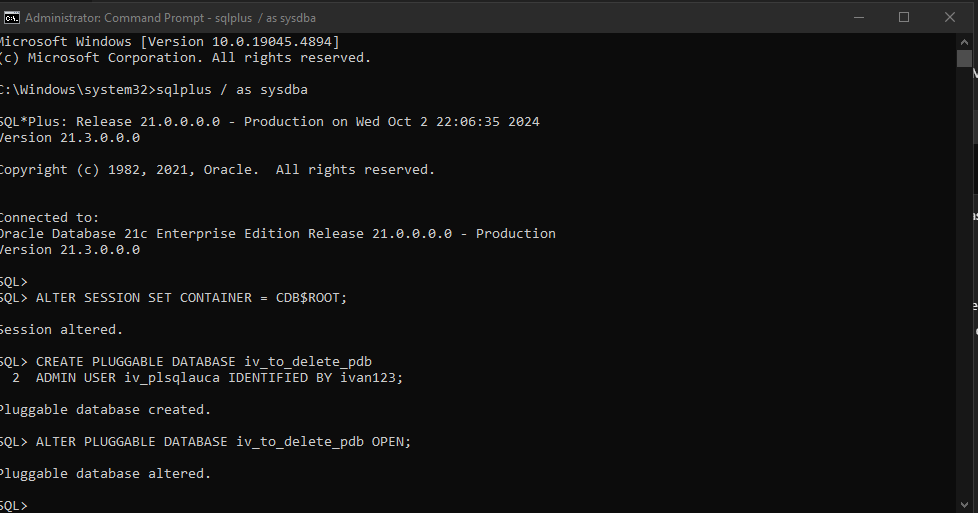 Administrator: Command Prompt - sqlplus / as sysdba
Microsoft Windows [Version 10.0.19045.4894]
(c) Microsoft Corporation. All rights reserved.
C:\Windows\system32>sqlplus / as sysdba
SQL*Plus: Release 21.0.0.0.0 - Production on Wed Oct 2 22:06:35 2024
Version 21.3.0.0.0
Copyright (c) 1982, 2021, Oracle.  All rights reserved.
Connected to:
Oracle Database 21c Enterprise Edition Release 21.0.0.0.0 - Production
Version 21.3.0.0.0
SQL>
SQL> ALTER SESSION SET CONTAINER = CDB$ROOT;
Session altered.
SQL> CREATE PLUGGABLE DATABASE iv_to_delete_pdb
2  ADMIN USER iv_plsqlauca IDENTIFIED BY ivan123;
Pluggable database created.
SQL> ALTER PLUGGABLE DATABASE iv_to_delete_pdb OPEN;
Pluggable database altered.
SQL>